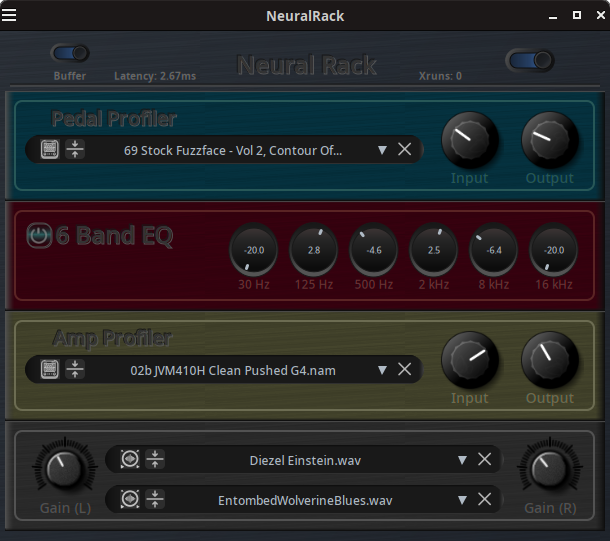 NeuralRack
Neural Rack
Buffer
Latency: 2.67ms
Xruns: 0
Pedal Profiler
69 Stock Fuzzface - Vol 2, Contour Of...
Input
Output
6 Band EQ
-20.0
2.8
-4.6
2.5
-6.4
-20.0
30 Hz
125 Hz
500 Hz
2 kHz
8 kHz
16 kHz
Amp Profiler
02b JVM410H Clean Pushed G4.nam
Input
Output
Diezel Einstein.wav
EntombedWolverineBlues.wav
Gain (L)
Gain (R)